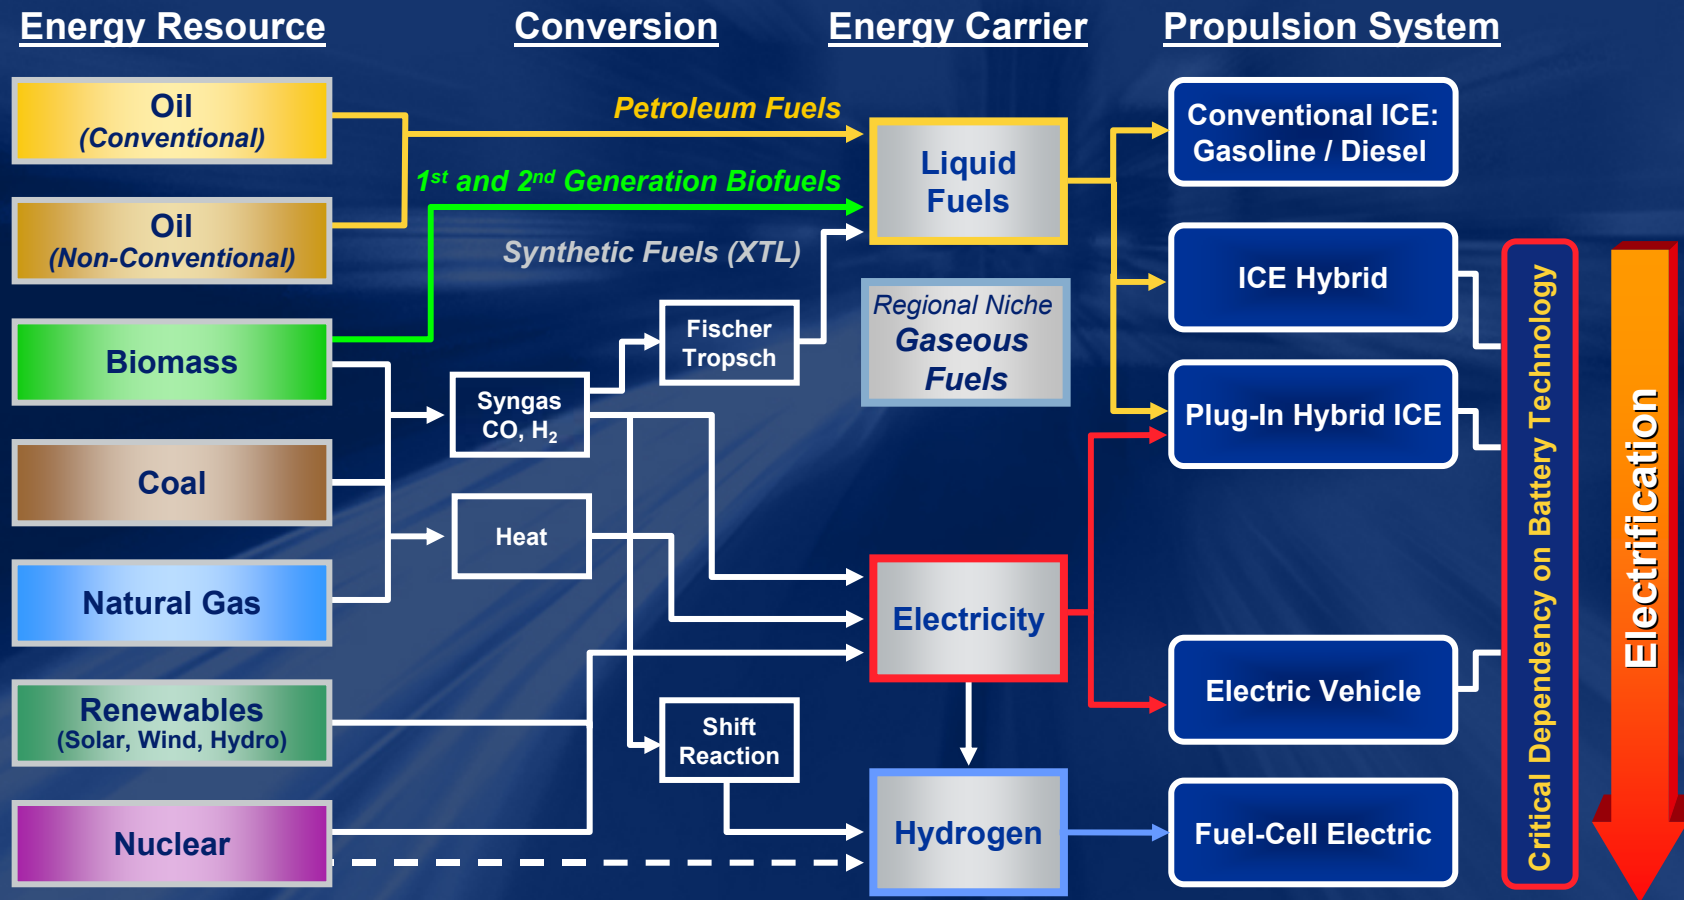 Energy Resource
Conversion
Energy Carrier
Propulsion System
Oil
(Conventional)
Oil
(Non-Conventional)
Biomass
Coal
Natural Gas
Renewables
(Solar, Wind, Hydro)
Nuclear
Petroleum Fuels
1st and 2nd Generation Biofuels
Synthetic Fuels (XTL)
Fischer
Tropsch
Syngas
CO, H2
Heat
Shift
Reaction
Liquid
Fuels
Regional Niche
Gaseous
Fuels
Electricity
Hydrogen
Conventional ICE:
Gasoline / Diesel
ICE Hybrid
Plug-In Hybrid ICE
Electric Vehicle
Fuel-Cell Electric
Critical Dependency on Battery Technology
Electrification